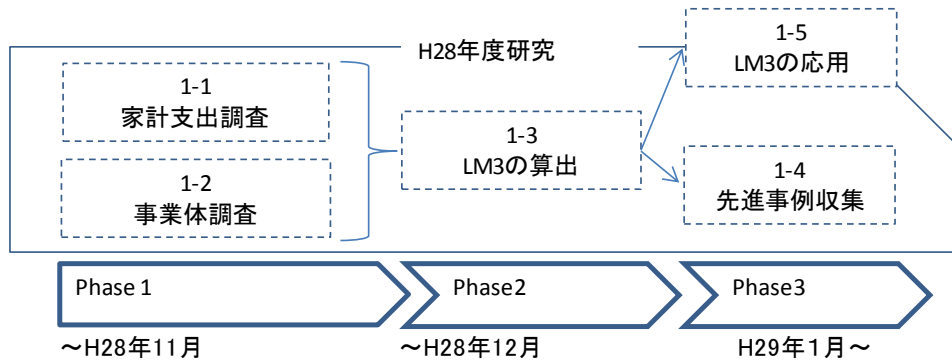 H28年度研究
1-1
家計支出調査
1-2
事業体調査
1-3
LM3の算出
1-5
LM3の応用
1-4
先進事例収集
Phase 1
Phase2
Phase3
～H28年11月
～H28年12月
H29年１月～